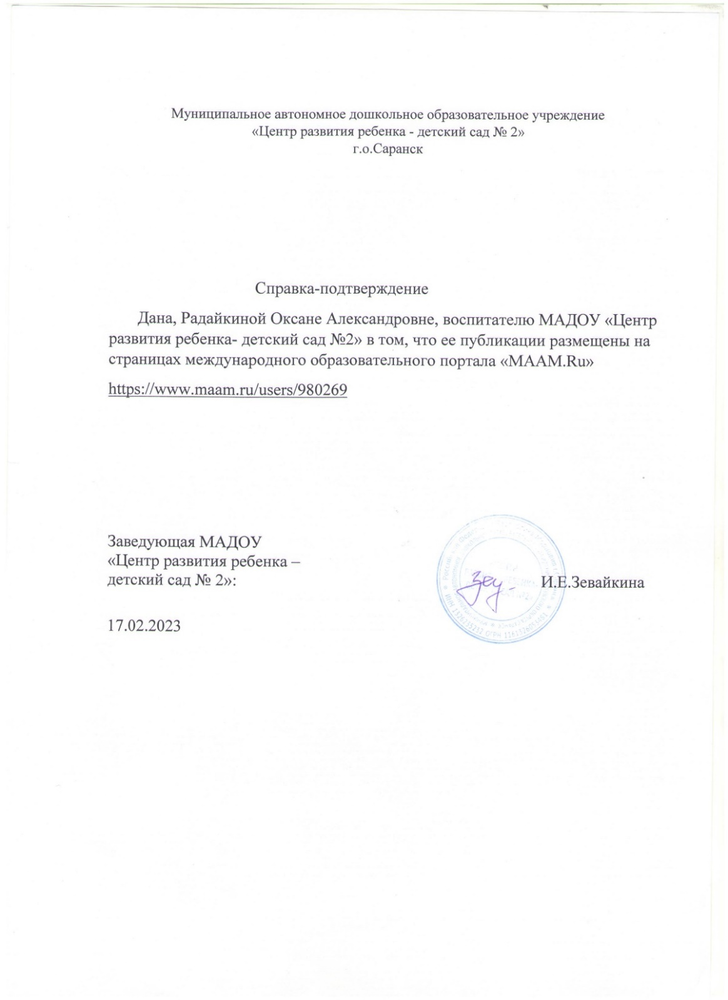 Муниципальное автономное дошкольное образовательное учреждение
«Центр развития ребенка - детский сад № 2»
г.о.Саранск
Справка-подтверждение
Дана, Радайкиной Оксане Александровне, воспитателю МАДОУ «Центр
развития ребенка- детский сад №2» в том, что ее публикации размещены на
страницах международного образовательного портала «MAAM.Ru»
https://www.maam.ru/users/980269
Заведующая МАДОУ
«Центр развития ребенка –
детский сад № 2»:
И.Е.Зевайкина
17.02.2023